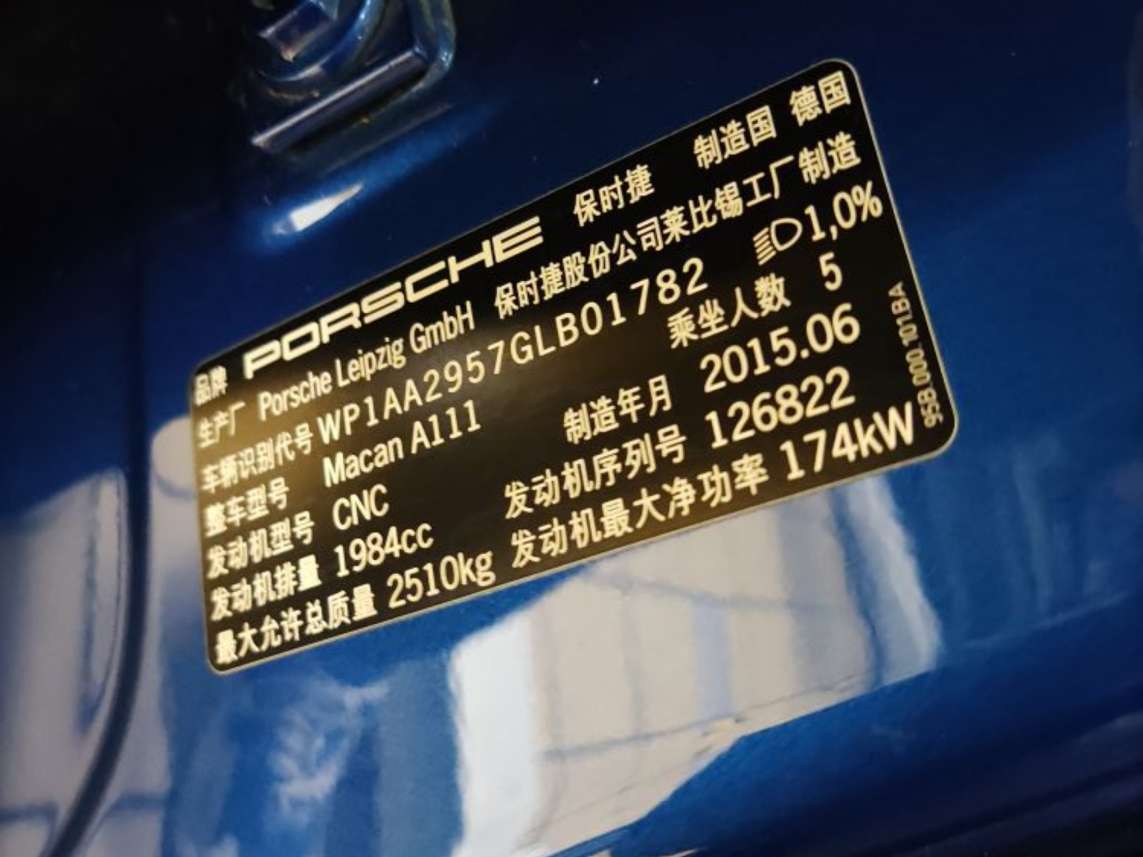 品牌 PORSCHE 保时捷 制造国 德国
生产厂 Porsche Leipzig GmbH 保时捷股份公司莱比锡工厂制造
车辆识别代号 WP1AA2957GLB01782 1,0%
整车型号 Macan A111 乘坐人数 5
发动机型号 CNC 制造年月 2015.06
发动机排量 1984cc 发动机序列号 126822
最大允许总质量 2510kg 发动机最大净功率 174kW
95B.000.101.BA